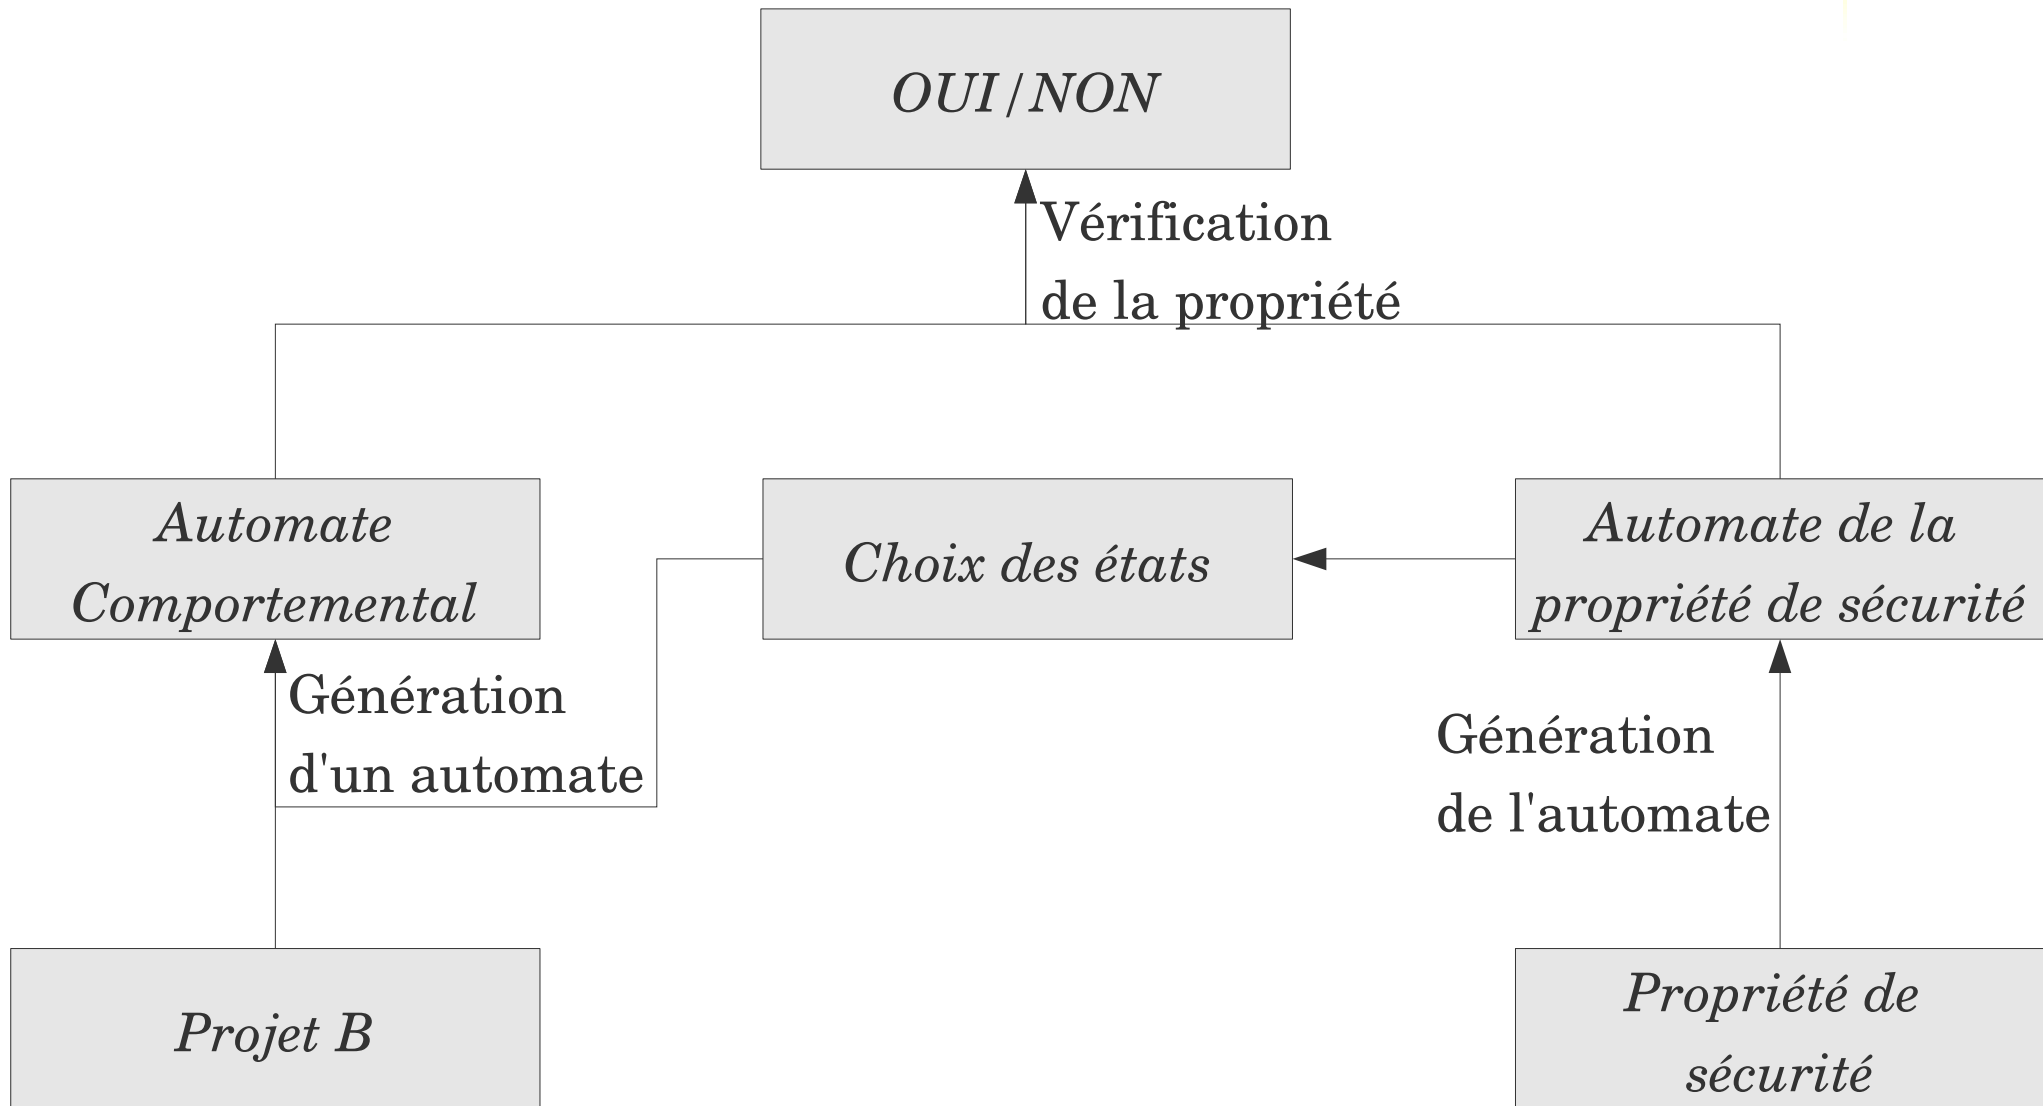 OUI/NON
Vérification
de la propriété
Automate
Comportemental
Choix des états
Automate de la
propriété de sécurité
Génération
d'un automate
Génération
de l'automate
Projet B
Propriété de
sécurité